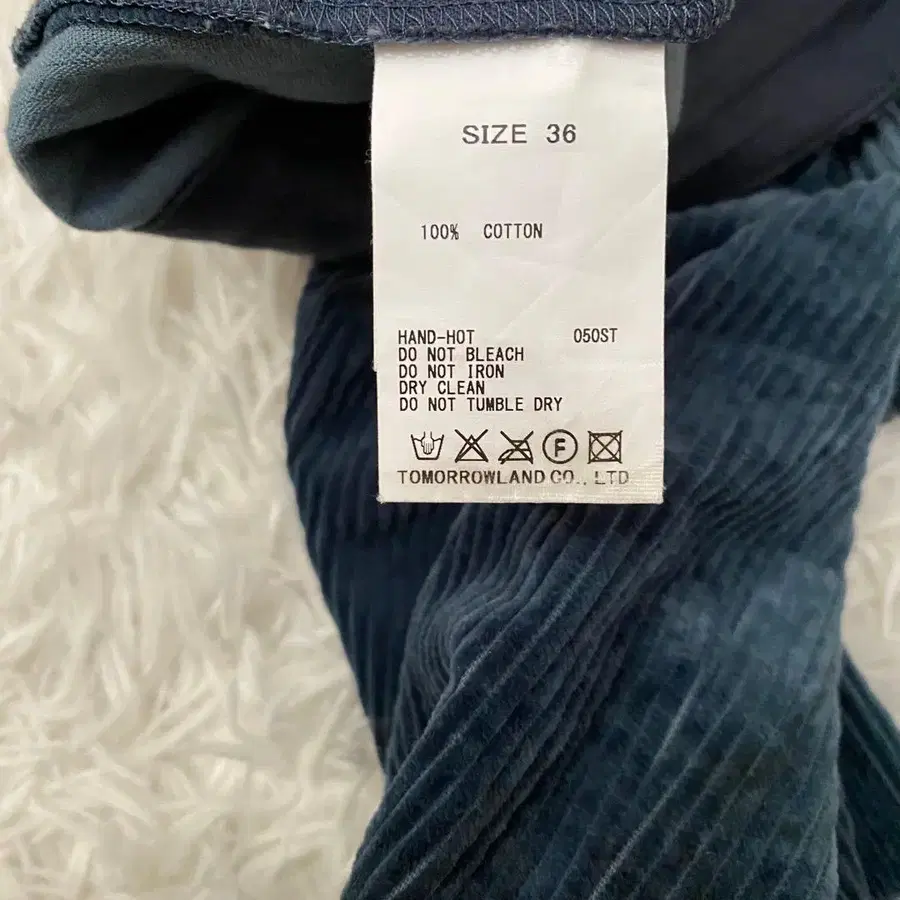 SIZE 36
100% COTTON
HAND-HOT 050ST
DO NOT BLEACH
DO NOT IRON
DRY CLEAN
DO NOT TUMBLE DRY
F
TOMORROWLAND CO., LTD